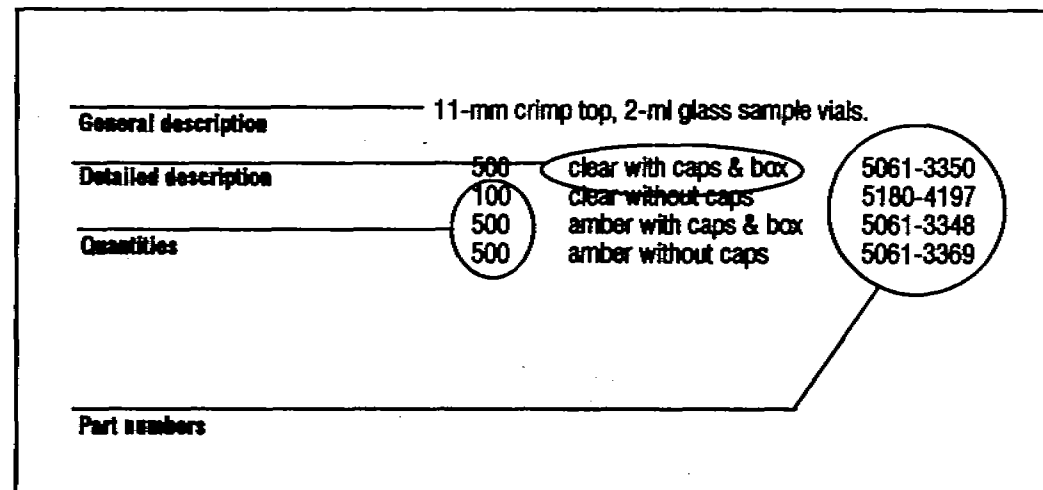 General description 11-mm crimp top, 2-ml glass sample vials.
Detailed description 500 clear with caps & box 5061-3350
100 clear without caps 5180-4197
500 amber with caps & box 5061-3348
Quantities
500 amber without caps 5061-3369
Part numbers